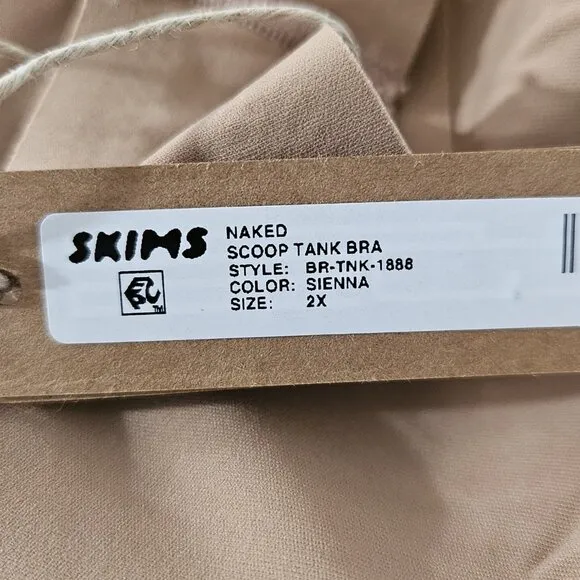 SKIMS
NAKED
SCOOP TANK BRA
STYLE: BR-TNK-1888
COLOR: SIENNA
SIZE: 2X